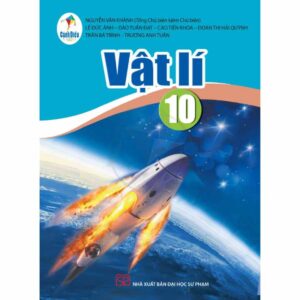 Cánh Diều
NGUYỄN VĂN KHÁNH (Tổng Chủ biên kiêm Chủ biên)
LÊ ĐỨC ÁNH – ĐÀO TUẤN ĐẠT – CAO TIẾN KHOA – ĐOÀN THỊ HẢI QUỲNH
TRẦN BÁ TRÌNH – TRƯƠNG ANH TUẤN
Vật lí
10
NHÀ XUẤT BẢN ĐẠI HỌC SƯ PHẠM